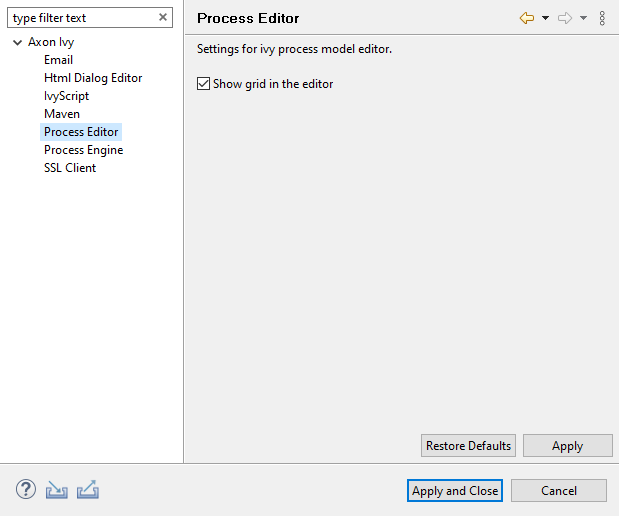 type filter text
Axon Ivy
Email
Html Dialog Editor
IvyScript
Maven
Process Editor
Process Engine
SSL Client
Process Editor
Settings for ivy process model editor.
Show grid in the editor
Restore Defaults
Apply
Apply and Close
Cancel